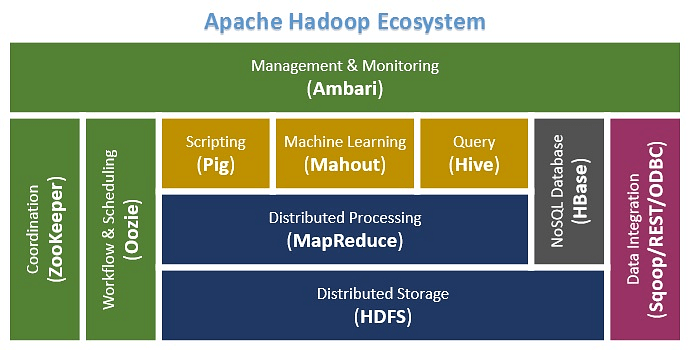 Apache Hadoop Ecosystem
Management & Monitoring
(Ambari)
Coordination
(ZooKeeper)
Workflow & Scheduling
(Oozie)
Scripting
(Pig)
Machine Learning
(Mahout)
Query
(Hive)
Distributed Processing
(MapReduce)
Distributed Storage
(HDFS)
NoSQL Database
(HBase)
Data Integration
(Sqoop/REST/ODBC)